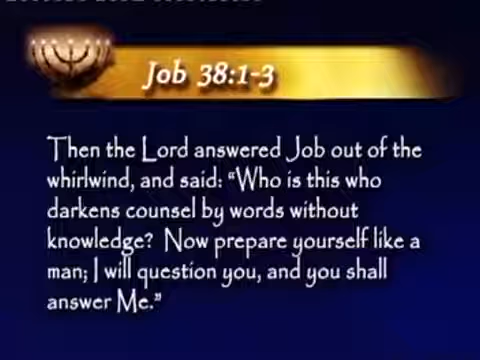 Job 38:1-3
Then the Lord answered Job out of the
whirlwind, and said: “Who is this who
darkens counsel by words without
knowledge? Now prepare yourself like a
man; I will question you, and you shall
answer Me.”